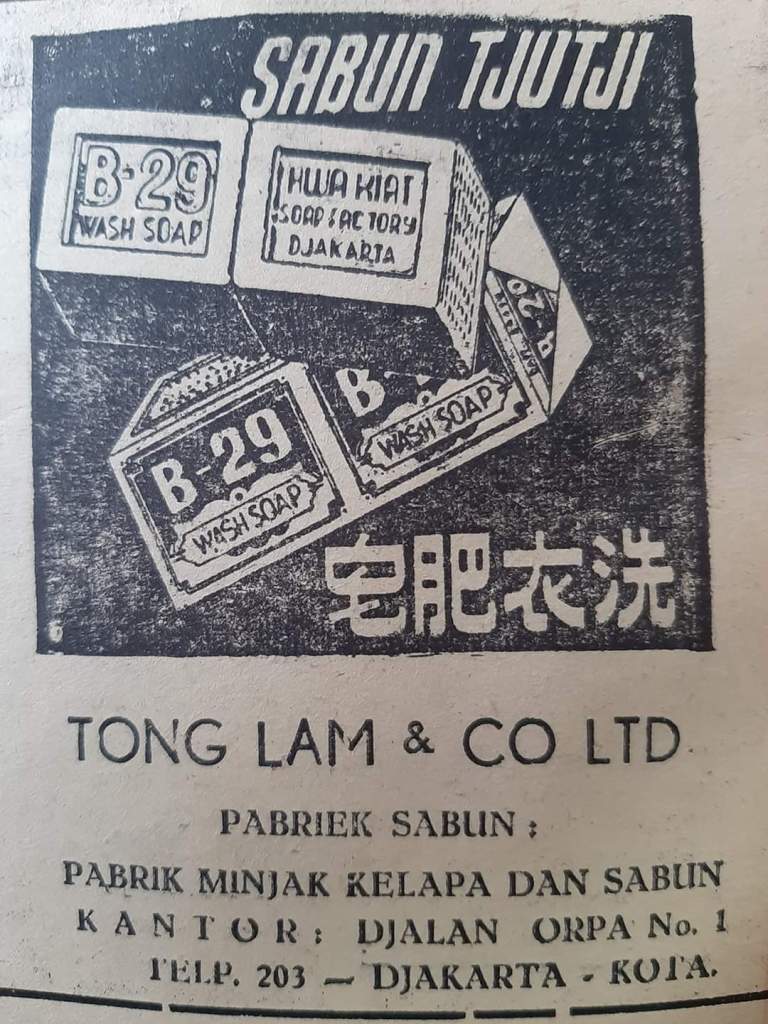 SABUN TJUTJI
B-29
WASH SOAP
HWA KIAT
SOAP FACTORY
DJAKARTA
B-29
B
WASH SOAP
B-29
WASH SOAP
皂肥衣洗
6
TONG LAM & CO LTD
PABRIEK SABUN :
PABRIK MINJAK KELAPA DAN SABUN
KANTOR : DJALAN ORPA No. 1
TELP. 203 — DJAKARTA - KOTA.